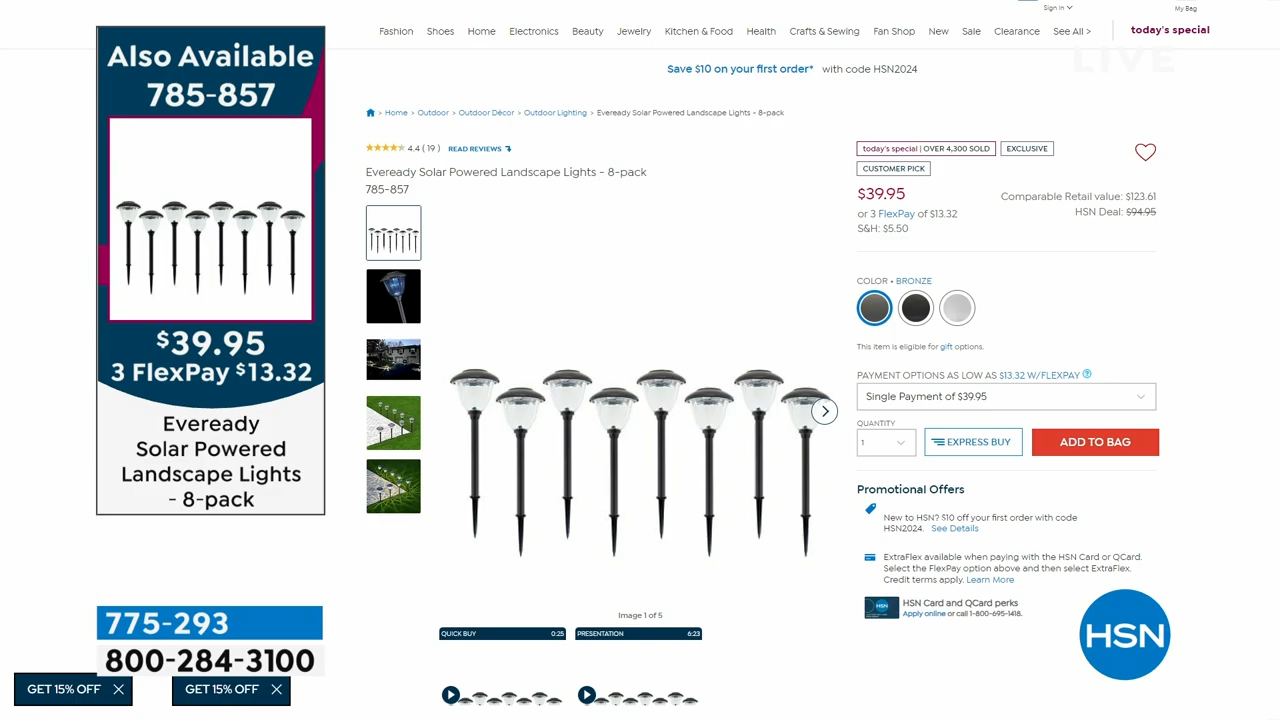 Sign In
My Bag
Fashion Shoes Home Electronics Beauty Jewelry Kitchen & Food Health Crafts & Sewing Fan Shop New Sale Clearance See All > today's special
LIVE
Save $10 on your first order* with code HSN2024
Also Available
785-857
$39.95
3 FlexPay $13.32
Eveready
Solar Powered
Landscape Lights
- 8-pack
775-293
800-284-3100
GET 15% OFF
GET 15% OFF
> Home > Outdoor > Outdoor Décor > Outdoor Lighting > Eveready Solar Powered Landscape Lights - 8-pack
4.4 ( 19 ) READ REVIEWS
Eveready Solar Powered Landscape Lights - 8-pack
785-857
Image 1 of 5
QUICK BUY 0:25
PRESENTATION 6:23
today's special | OVER 4,300 SOLD
EXCLUSIVE
CUSTOMER PICK
$39.95
or 3 FlexPay of $13.32
S&H: $5.50
Comparable Retail value: $123.61
HSN Deal: $94.95
COLOR • BRONZE
This item is eligible for gift options.
PAYMENT OPTIONS AS LOW AS $13.32 W/FLEXPAY ?
Single Payment of $39.95
QUANTITY
1
EXPRESS BUY
ADD TO BAG
Promotional Offers
New to HSN? $10 off your first order with code
HSN2024. See Details
ExtraFlex available when paying with the HSN Card or QCard.
Select the FlexPay option above and then select ExtraFlex.
Credit terms apply. Learn More
HSN
HSN Card and QCard perks
Apply online or call 1-800-695-1418.
HSN